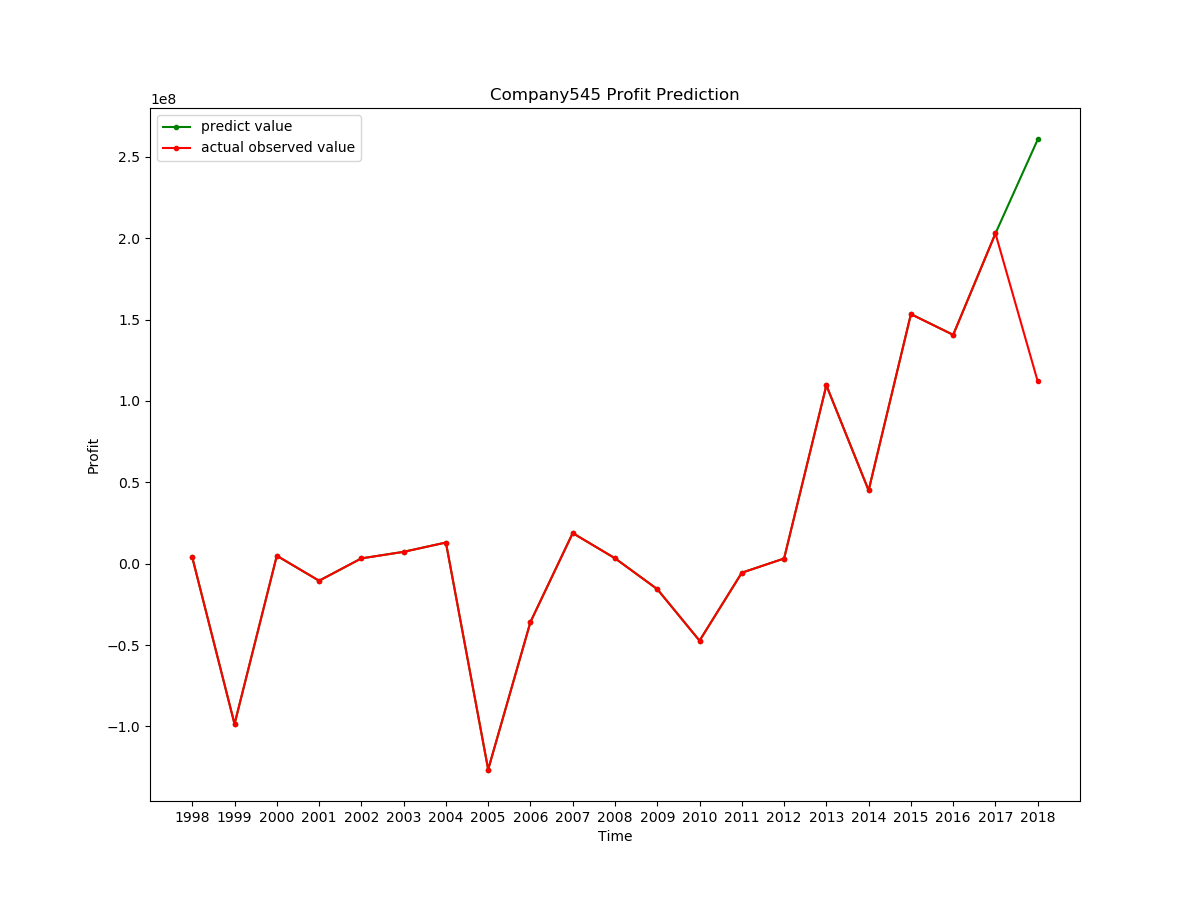 Company545 Profit Prediction
1e8
predict value
actual observed value
2.5
2.0
1.5
1.0
0.5
0.0
−0.5
−1.0
Profit
1998 1999 2000 2001 2002 2003 2004 2005 2006 2007 2008 2009 2010 2011 2012 2013 2014 2015 2016 2017 2018
Time